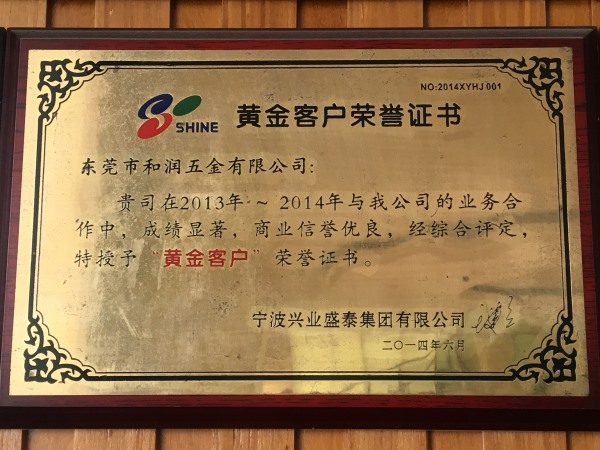 NO:2014XYHJ 001
SHINE 黄金客户荣誉证书
东莞市和润五金有限公司:
贵司在2013年 ~ 2014年与我公司的业务合
作中，成绩显著，商业信誉优良，经综合评定，
特授予“黄金客户”荣誉证书。
宁波兴业盛泰集团有限公司
二〇一四年六月